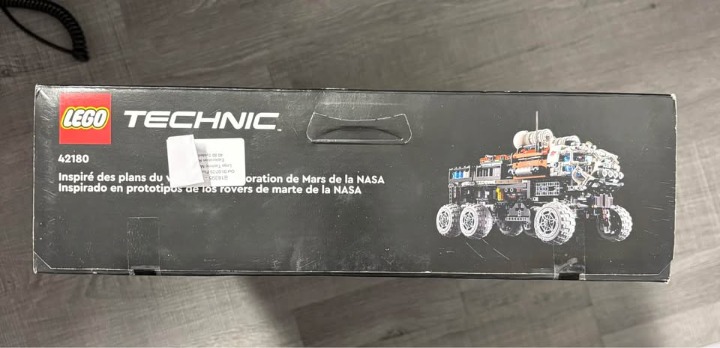 LEGO TECHNIC
42180
Inspiré des plans du oration de Mars de la NASA
Inspirado en prototipos de los rovers de marte de la NASA